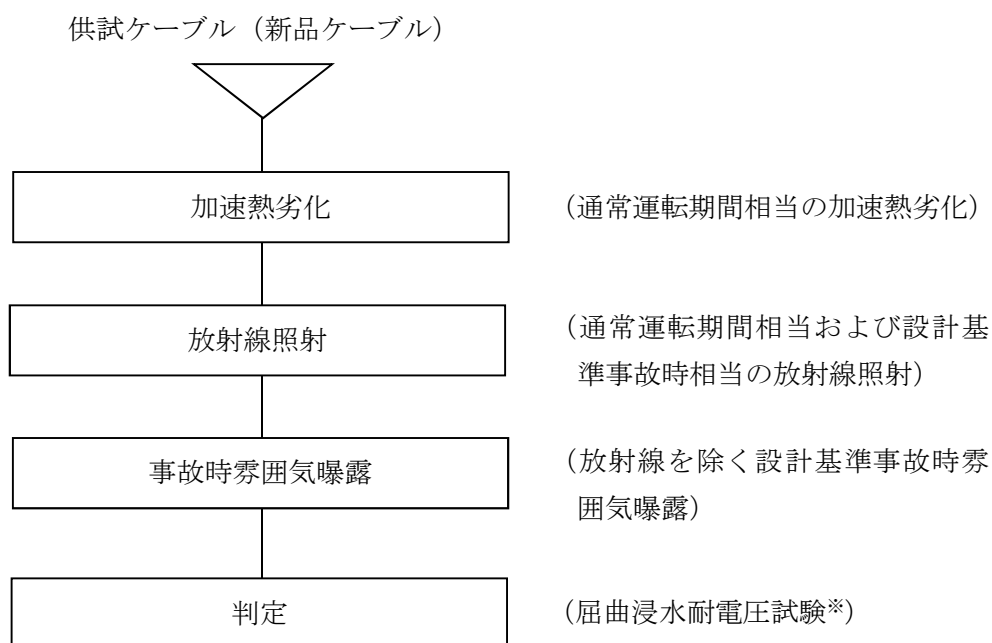 供試ケーブル（新品ケーブル）
加速熱劣化
（通常運転期間相当の加速熱劣化）
放射線照射
（通常運転期間相当および設計基
準事故時相当の放射線照射）
事故時雰囲気曝露
（放射線を除く設計基準事故時雰
囲気曝露）
判定
（屈曲浸水耐電圧試験※）